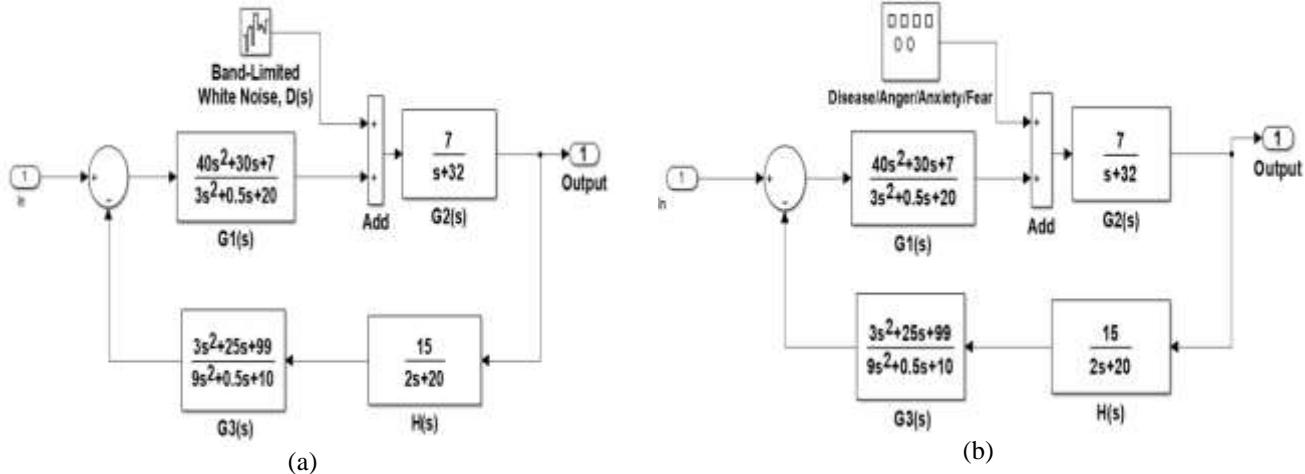 Band-Limited
White Noise, D(s)
1
In
+
-
40s²+30s+7
3s²+0.5s+20
G1(s)
+
+
Add
7
s+32
G2(s)
1
Output
3s²+25s+99
9s²+0.5s+10
G3(s)
15
2s+20
H(s)
(a)
Disease/Anger/Anxiety/Fear
1
In
+
-
40s²+30s+7
3s²+0.5s+20
G1(s)
+
+
Add
7
s+32
G2(s)
1
Output
3s²+25s+99
9s²+0.5s+10
G3(s)
15
2s+20
H(s)
(b)